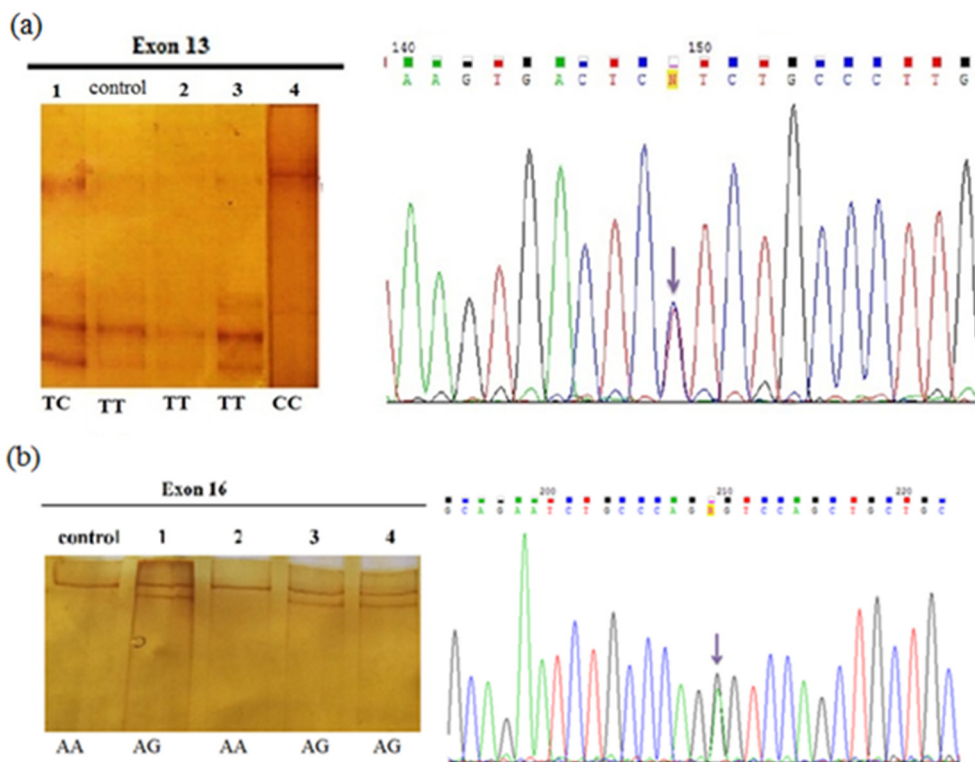 (a)
Exon 13
1 control 2 3 4
TC TT TT TT CC
140 150
A A G T G A C T C N T C T G C C C T T G
(b)
Exon 16
control 1 2 3 4
AA AG AA AG AG
200 210 220
G C A G A A T C T G C C C A G N G T C C A G C T G C T G C